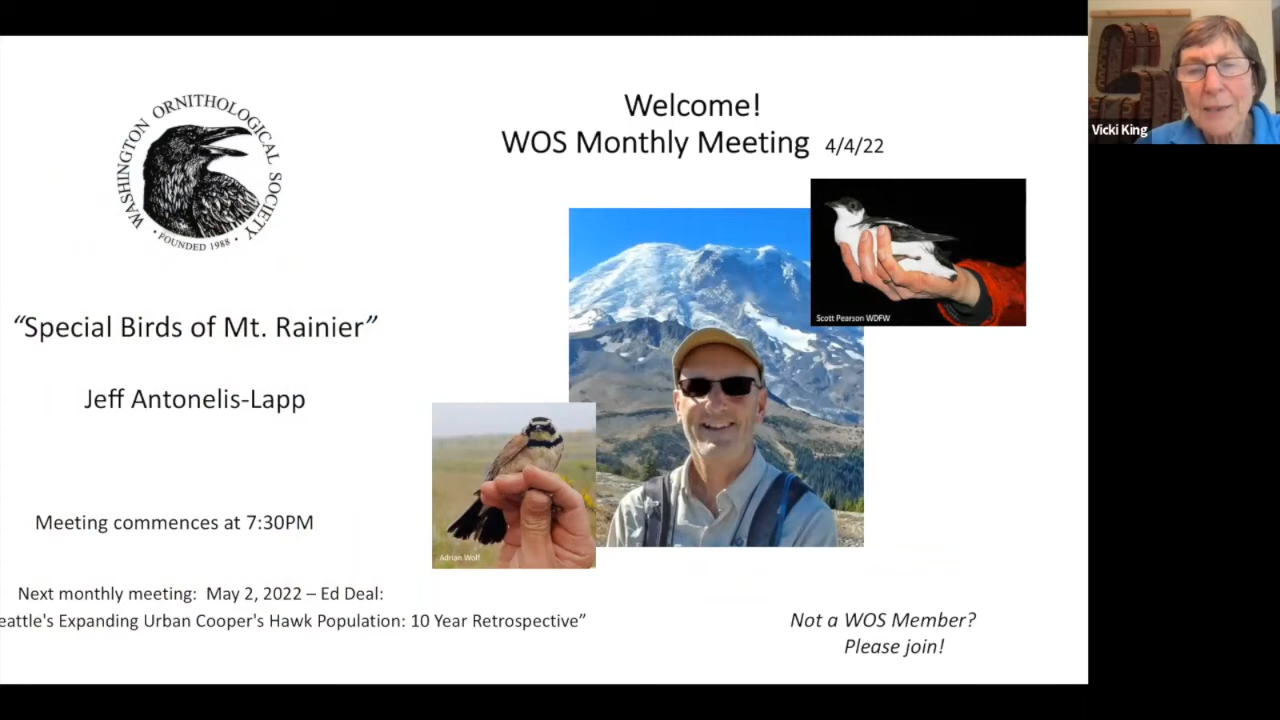 WASHINGTON ORNITHOLOGICAL SOCIETY
• FOUNDED 1988 •
Welcome!
WOS Monthly Meeting 4/4/22
Vicki King
Scott Pearson WDFW
“Special Birds of Mt. Rainier”
Jeff Antonelis-Lapp
Meeting commences at 7:30PM
Adrian Wolf
Next monthly meeting: May 2, 2022 – Ed Deal:
eattle's Expanding Urban Cooper's Hawk Population: 10 Year Retrospective”
Not a WOS Member?
Please join!